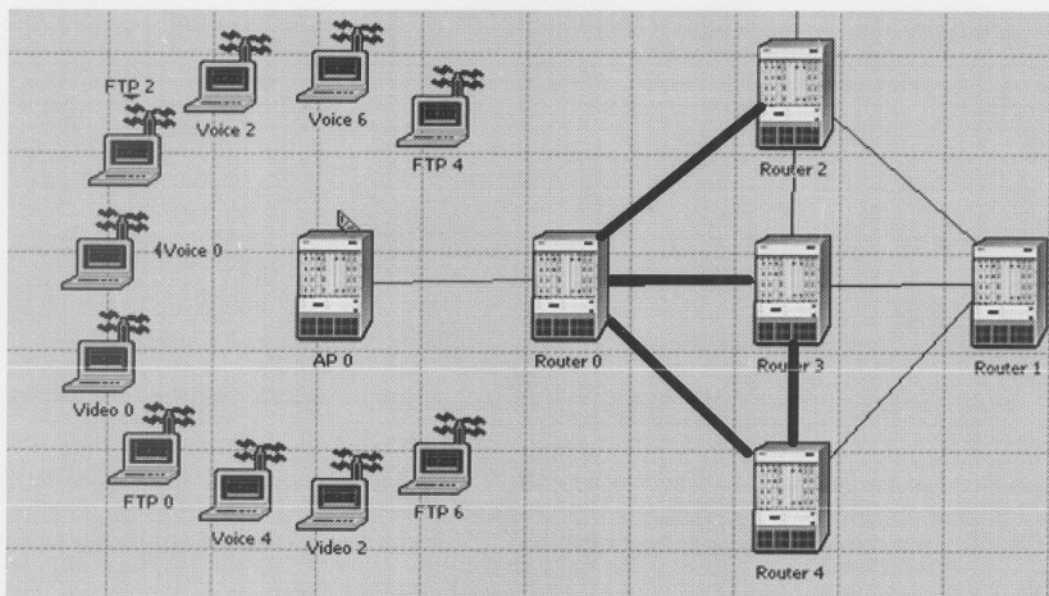 FTP 2
Voice 2
Voice 6
FTP 4
Router 2
Voice 0
AP 0
Router 0
Router 3
Router 1
Video 0
FTP 0
Voice 4
Video 2
FTP 6
Router 4